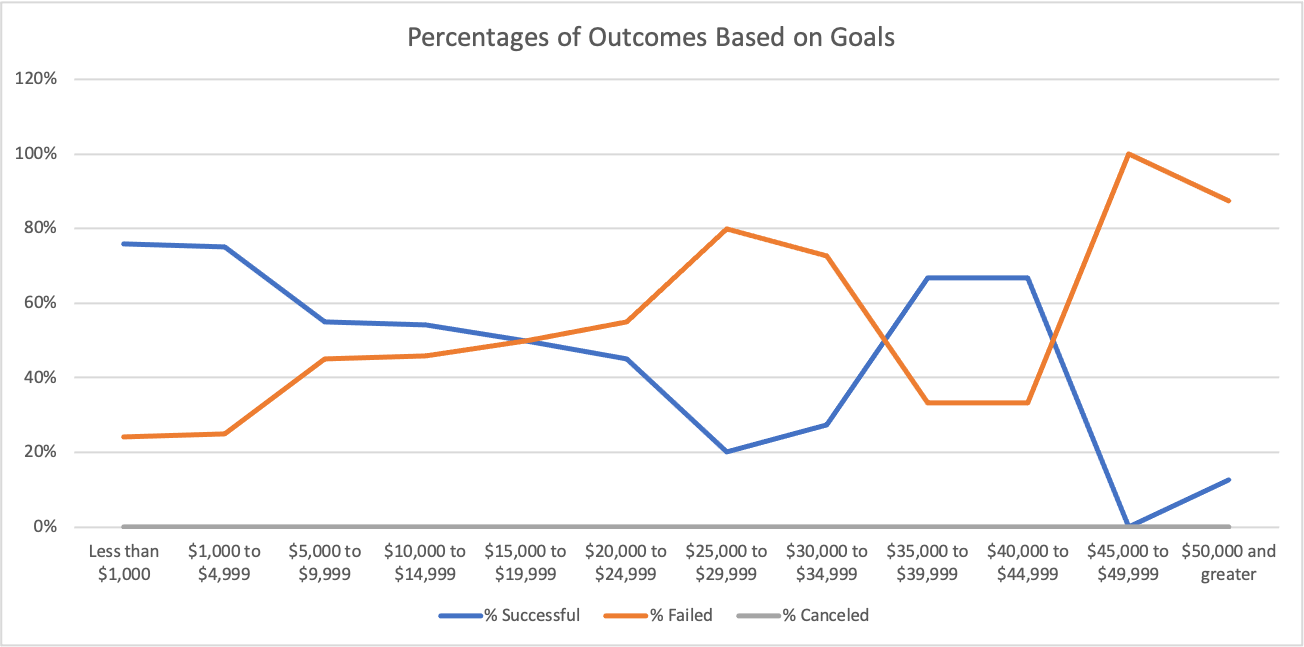 Percentages of Outcomes Based on Goals
120%
100%
80%
60%
40%
20%
0%
Less than $1,000
$1,000 to $4,999
$5,000 to $9,999
$10,000 to $14,999
$15,000 to $19,999
$20,000 to $24,999
$25,000 to $29,999
$30,000 to $34,999
$35,000 to $39,999
$40,000 to $44,999
$45,000 to $49,999
$50,000 and greater
% Successful
% Failed
% Canceled